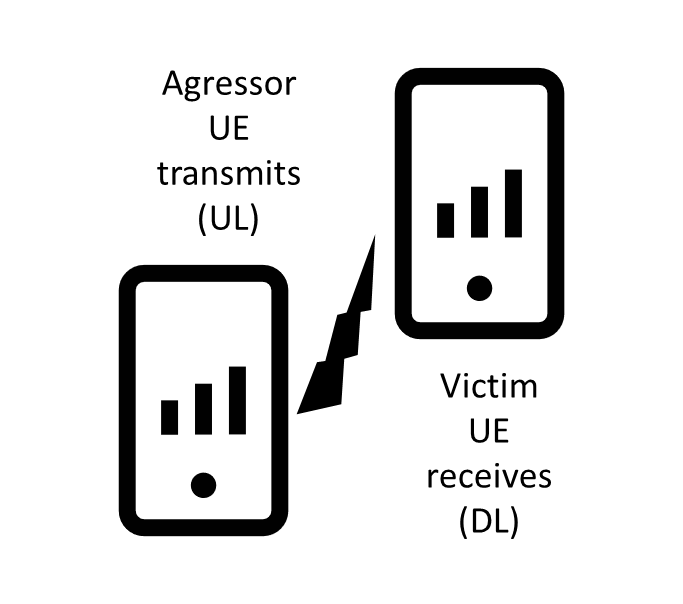 Agressor
UE
transmits
(UL)
Victim
UE
receives
(DL)